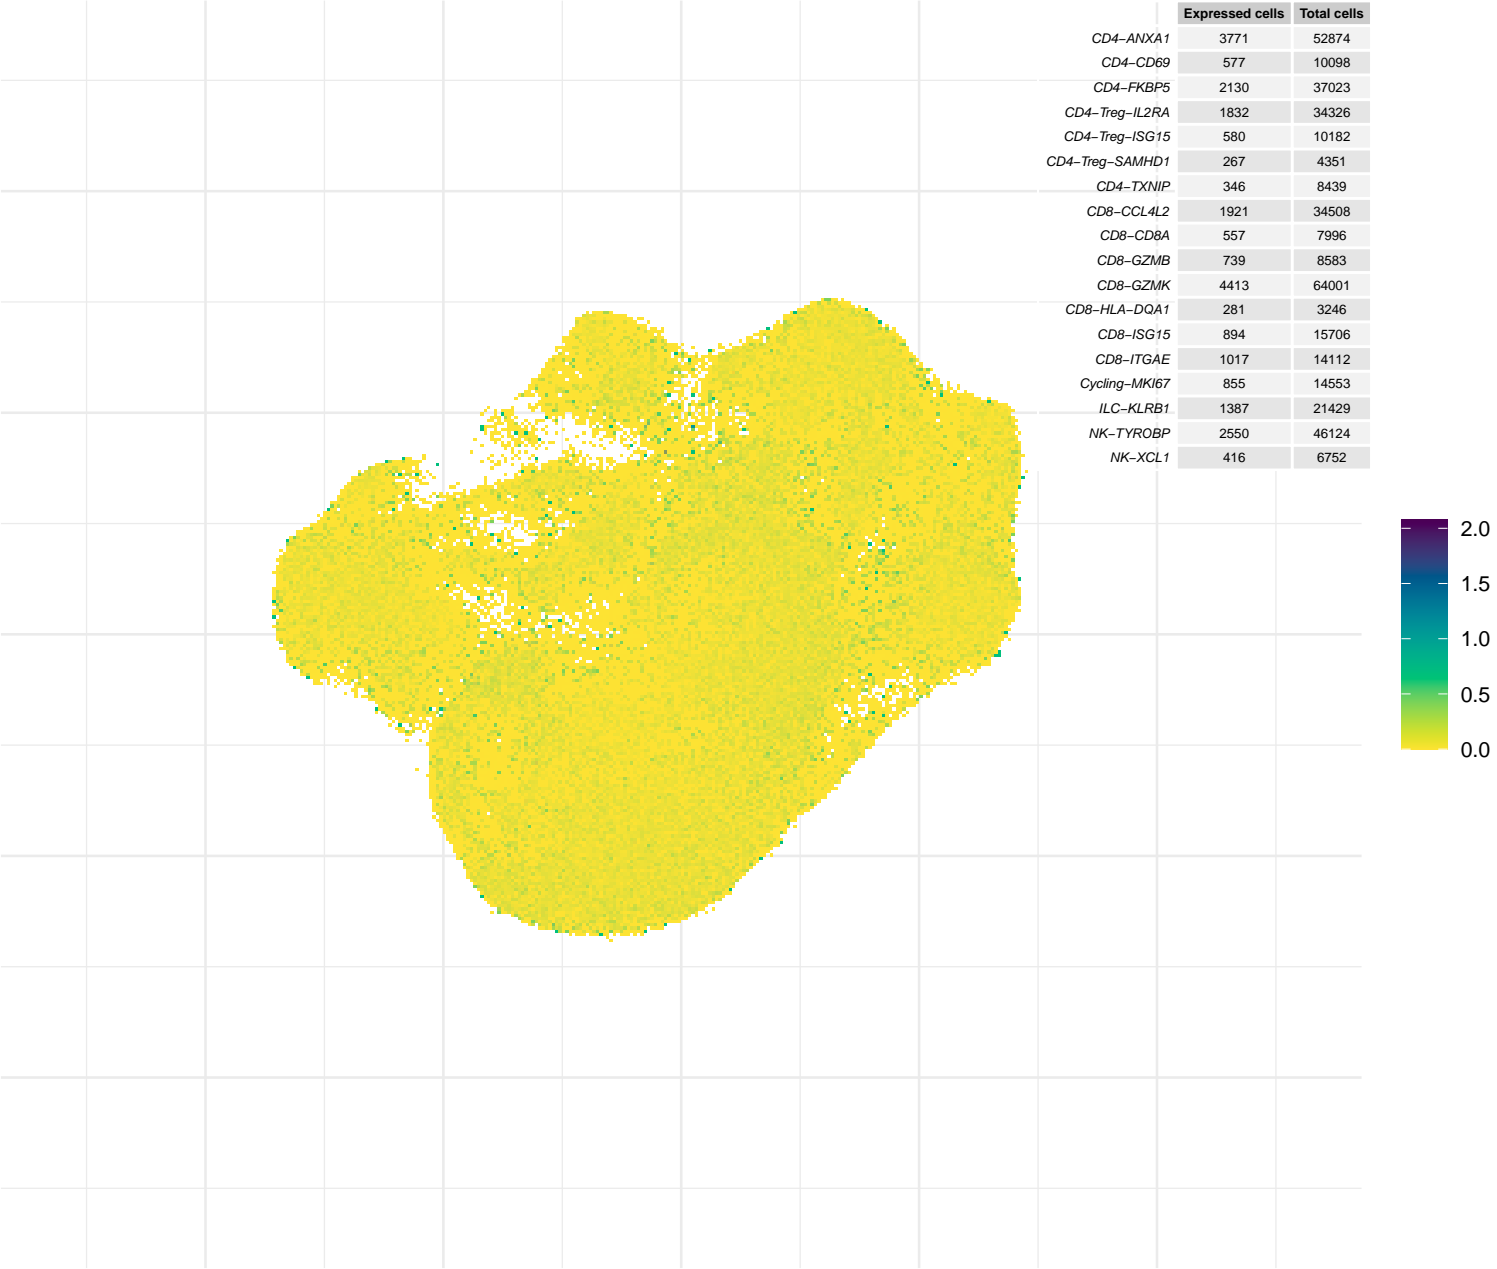 Expressed cells Total cells
CD4−ANXA1 3771 52874
CD4−CD69 577 10098
CD4−FKBP5 2130 37023
CD4−Treg−IL2RA 1832 34326
CD4−Treg−ISG15 580 10182
CD4−Treg−SAMHD1 267 4351
CD4−TXNIP 346 8439
CD8−CCL4L2 1921 34508
CD8−CD8A 557 7996
CD8−GZMB 739 8583
CD8−GZMK 4413 64001
CD8−HLA−DQA1 281 3246
CD8−ISG15 894 15706
CD8−ITGAE 1017 14112
Cycling−MKI67 855 14553
ILC−KLRB1 1387 21429
NK−TYROBP 2550 46124
NK−XCL1 416 6752
2.0
1.5
1.0
0.5
0.0